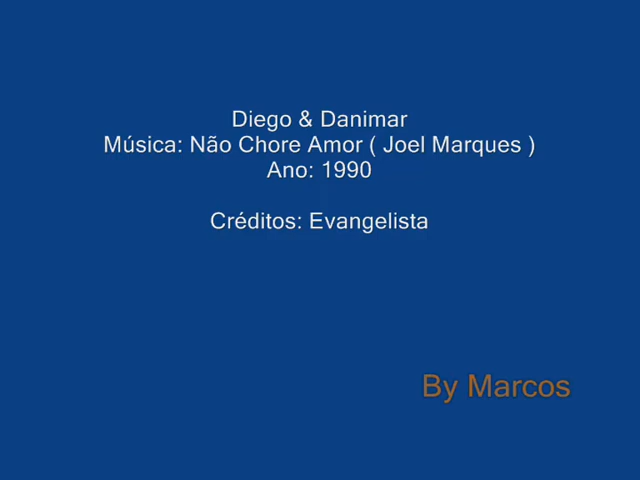 Diego & Danimar
Música: Não Chore Amor ( Joel Marques )
Ano: 1990
Créditos: Evangelista
By Marcos